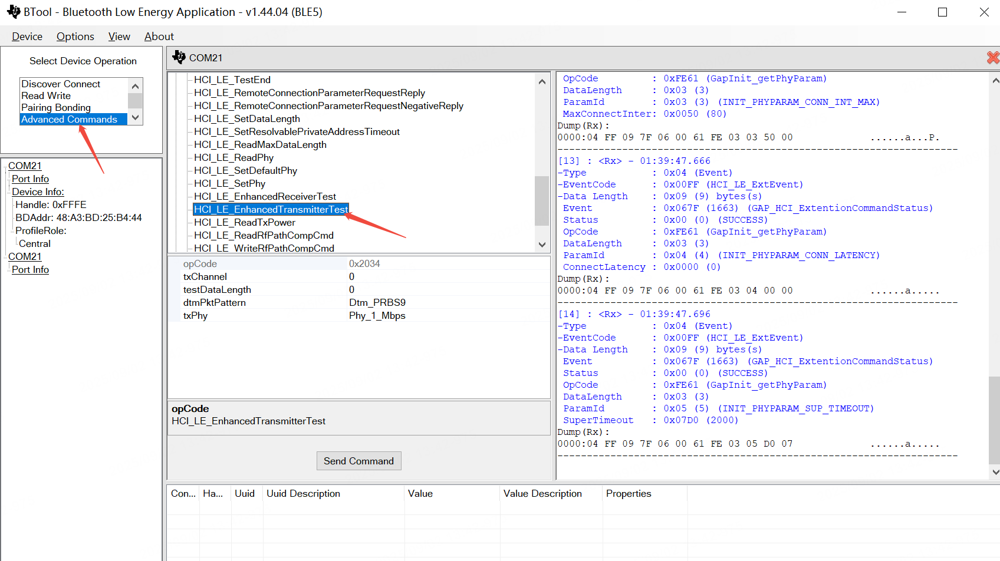 BTool - Bluetooth Low Energy Application - v1.44.04 (BLE5)
Device Options View About
Select Device Operation
Discover Connect
Read Write
Pairing Bonding
Advanced Commands
COM21
Port Info
Device Info:
Handle: 0xFFFE
BDAddr: 48:A3:BD:25:B4:44
ProfileRole:
Central
COM21
Port Info
COM21
HCI_LE_TestEnd
HCI_LE_RemoteConnectionParameterRequestReply
HCI_LE_RemoteConnectionParameterRequestNegativeReply
HCI_LE_SetDataLength
HCI_LE_SetResolvablePrivateAddressTimeout
HCI_LE_ReadMaxDataLength
HCI_LE_ReadPhy
HCI_LE_SetDefaultPhy
HCI_LE_SetPhy
HCI_LE_EnhancedReceiverTest
HCI_LE_EnhancedTransmitterTest
HCI_LE_ReadTxPower
HCI_LE_ReadRfPathCompCmd
HCI_LE_WriteRfPathCompCmd
opCode 0x2034
txChannel 0
testDataLength 0
dtmPktPattern Dtm_PRBS9
txPhy Phy_1_Mbps
opCode
HCI_LE_EnhancedTransmitterTest
Send Command
OpCode : 0xFE61 (GapInit_getPhyParam)
DataLength : 0x03 (3)
ParamId : 0x03 (3) (INIT_PHYPARAM_CONN_INT_MAX)
MaxConnectInter: 0x0050 (80)
Dump(Rx):
0000:04 FF 09 7F 06 00 61 FE 03 03 50 00 ......a...P.
--------------------------------------------------------------------
[13] : <Rx> - 01:39:47.666
-Type : 0x04 (Event)
-EventCode : 0x00FF (HCI_LE_ExtEvent)
-Data Length : 0x09 (9) bytes(s)
Event : 0x067F (1663) (GAP_HCI_ExtentionCommandStatus)
Status : 0x00 (0) (SUCCESS)
OpCode : 0xFE61 (GapInit_getPhyParam)
DataLength : 0x03 (3)
ParamId : 0x04 (4) (INIT_PHYPARAM_CONN_LATENCY)
ConnectLatency : 0x0000 (0)
Dump(Rx):
0000:04 FF 09 7F 06 00 61 FE 03 04 00 00 ......a.....
--------------------------------------------------------------------
[14] : <Rx> - 01:39:47.696
-Type : 0x04 (Event)
-EventCode : 0x00FF (HCI_LE_ExtEvent)
-Data Length : 0x09 (9) bytes(s)
Event : 0x067F (1663) (GAP_HCI_ExtentionCommandStatus)
Status : 0x00 (0) (SUCCESS)
OpCode : 0xFE61 (GapInit_getPhyParam)
DataLength : 0x03 (3)
ParamId : 0x05 (5) (INIT_PHYPARAM_SUP_TIMEOUT)
SuperTimeout : 0x07D0 (2000)
Dump(Rx):
0000:04 FF 09 7F 06 00 61 FE 03 05 D0 07 ......a.....
--------------------------------------------------------------------
Con... Ha... Uuid Uuid Description Value Value Description Properties